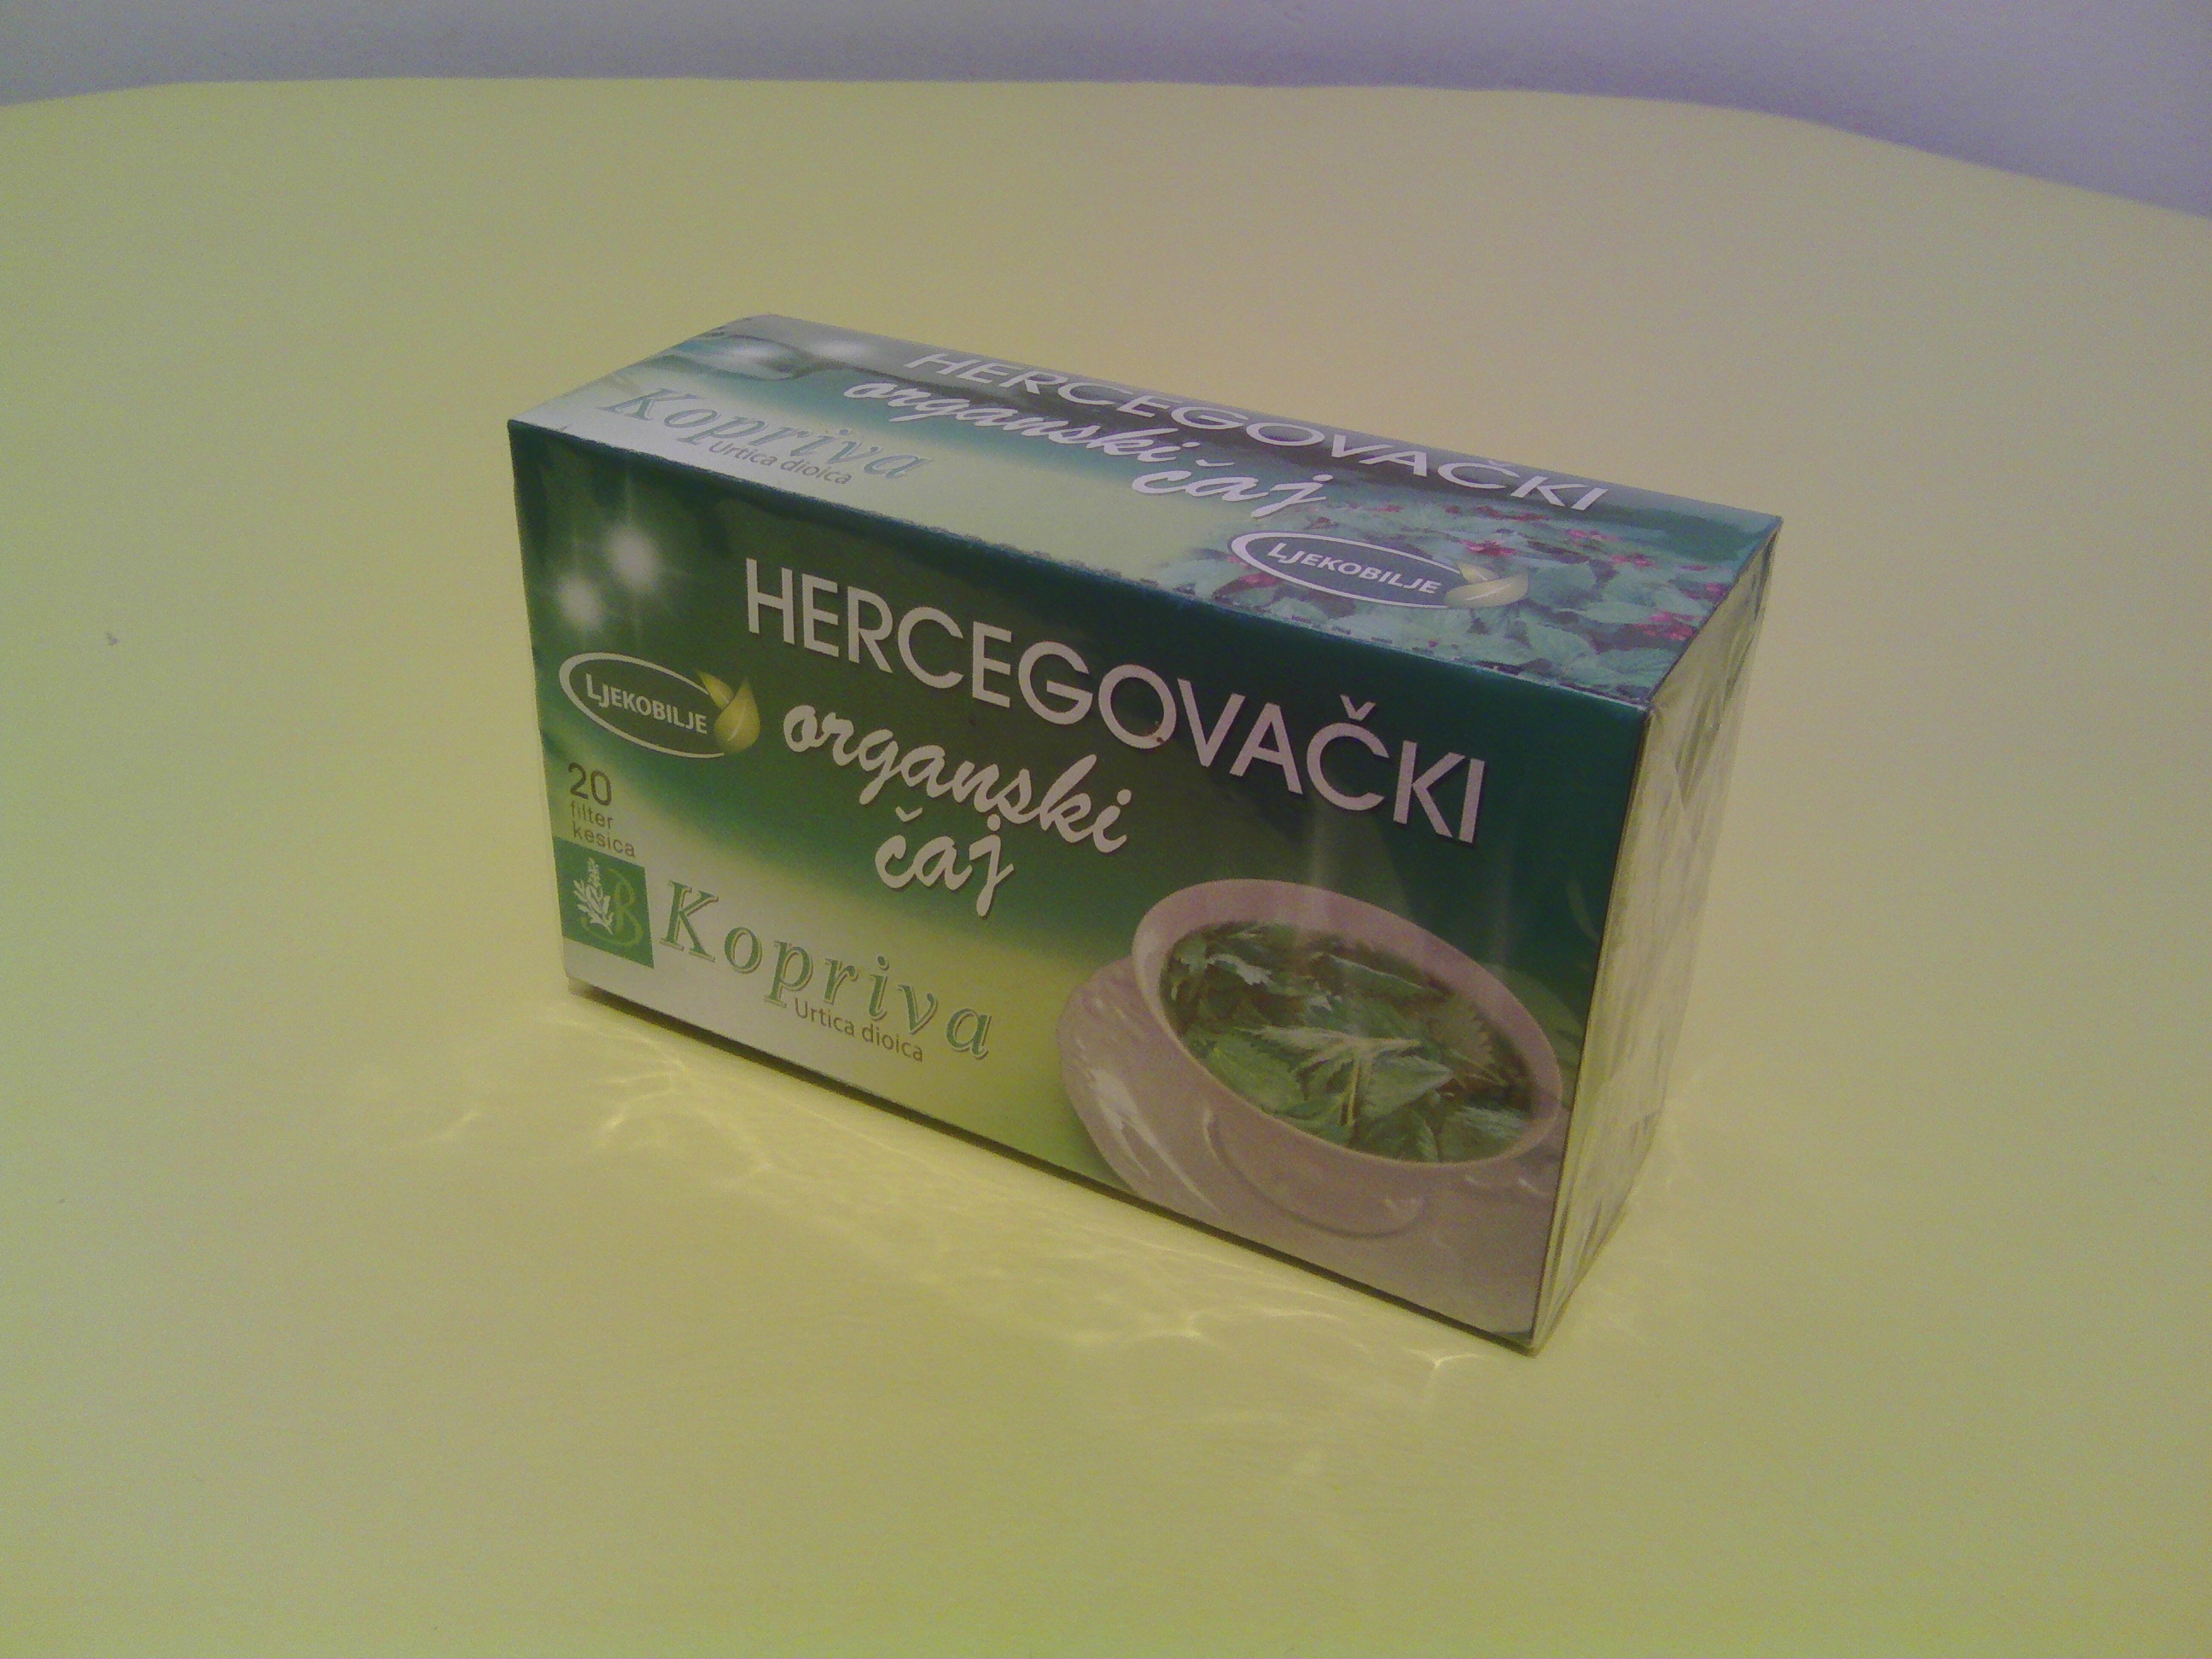 HERCEGOVAČKI
organski
čaj
Kopriva
Urtica dioica
LJEKOBILJE
HERCEGOVAČKI
organski
čaj
LJEKOBILJE
20
filter
kesica
B
Kopriva
Urtica dioica